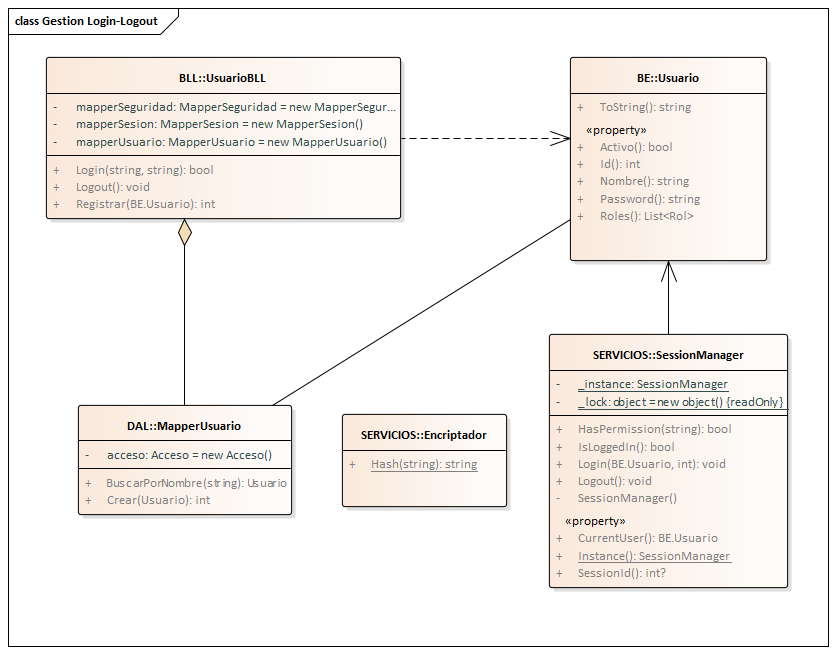 class Gestion Login-Logout
BLL::UsuarioBLL
- mapperSeguridad: MapperSeguridad = new MapperSegur...
- mapperSesion: MapperSesion = new MapperSesion()
- mapperUsuario: MapperUsuario = new MapperUsuario()
+ Login(string, string): bool
+ Logout(): void
+ Registrar(BE.Usuario): int
BE::Usuario
+ ToString(): string
«property»
+ Activo(): bool
+ Id(): int
+ Nombre(): string
+ Password(): string
+ Roles(): List<Rol>
DAL::MapperUsuario
- acceso: Acceso = new Acceso()
+ BuscarPorNombre(string): Usuario
+ Crear(Usuario): int
SERVICIOS::Encriptador
+ Hash(string): string
SERVICIOS::SessionManager
- _instance: SessionManager
- _lock: object = new object() {readOnly}
+ HasPermission(string): bool
+ IsLoggedIn(): bool
+ Login(BE.Usuario, int): void
+ Logout(): void
- SessionManager()
«property»
+ CurrentUser(): BE.Usuario
+ Instance(): SessionManager
+ SessionId(): int?